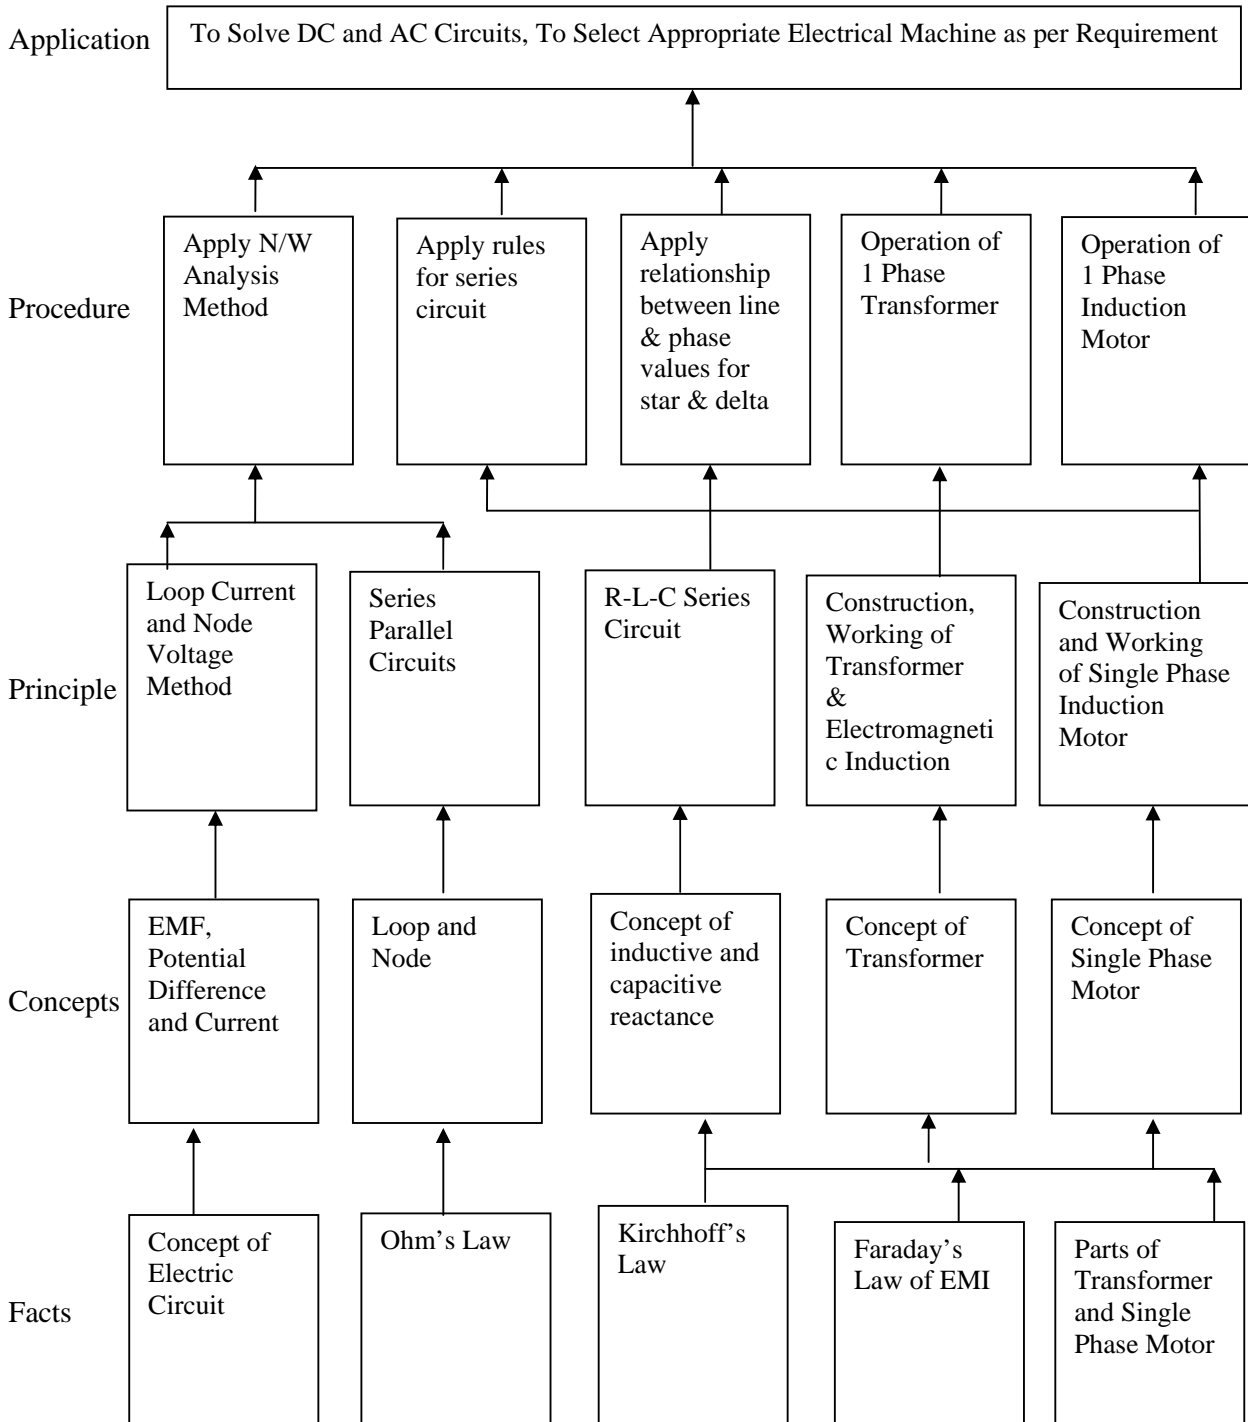 Application
To Solve DC and AC Circuits, To Select Appropriate Electrical Machine as per Requirement
Procedure
Apply N/W
Analysis
Method
Apply rules
for series
circuit
Apply
relationship
between line
& phase
values for
star & delta
Operation of
1 Phase
Transformer
Operation of
1 Phase
Induction
Motor
Principle
Loop Current
and Node
Voltage
Method
Series
Parallel
Circuits
R-L-C Series
Circuit
Construction,
Working of
Transformer
&
Electromagneti
c Induction
Construction
and Working
of Single Phase
Induction
Motor
Concepts
EMF,
Potential
Difference
and Current
Loop and
Node
Concept of
inductive and
capacitive
reactance
Concept of
Transformer
Concept of
Single Phase
Motor
Facts
Concept of
Electric
Circuit
Ohm’s Law
Kirchhoff’s
Law
Faraday’s
Law of EMI
Parts of
Transformer
and Single
Phase Motor